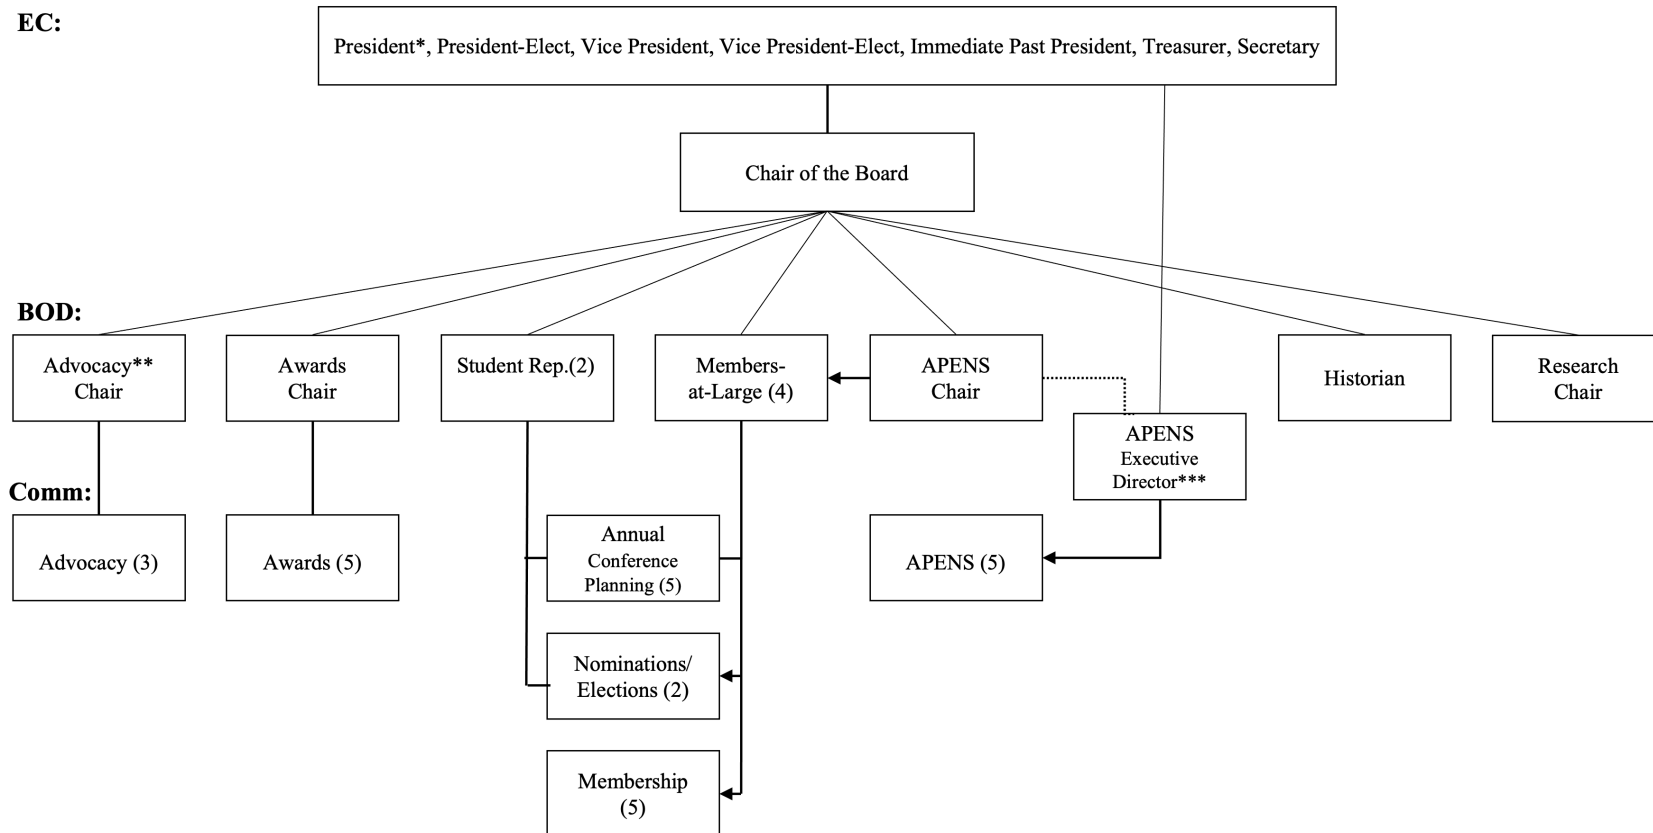 EC:
President*, President-Elect, Vice President, Vice President-Elect, Immediate Past President, Treasurer, Secretary
Chair of the Board
BOD:
Advocacy**
Chair
Awards
Chair
Student Rep.(2)
Members-
at-Large (4)
APENS
Chair
Historian
Research
Chair
APENS
Executive
Director***
Comm:
Advocacy (3)
Awards (5)
Annual
Conference
Planning (5)
APENS (5)
Nominations/
Elections (2)
Membership
(5)